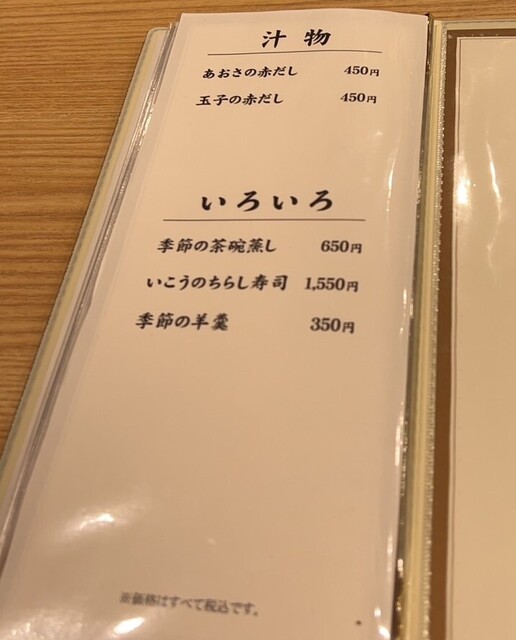 汁物
あおさの赤だし 450円
玉子の赤だし 450円
いろいろ
季節の茶碗蒸し 650円
いこうのちらし寿司 1,550円
季節の羊羹 350円
※価格はすべて税込です。